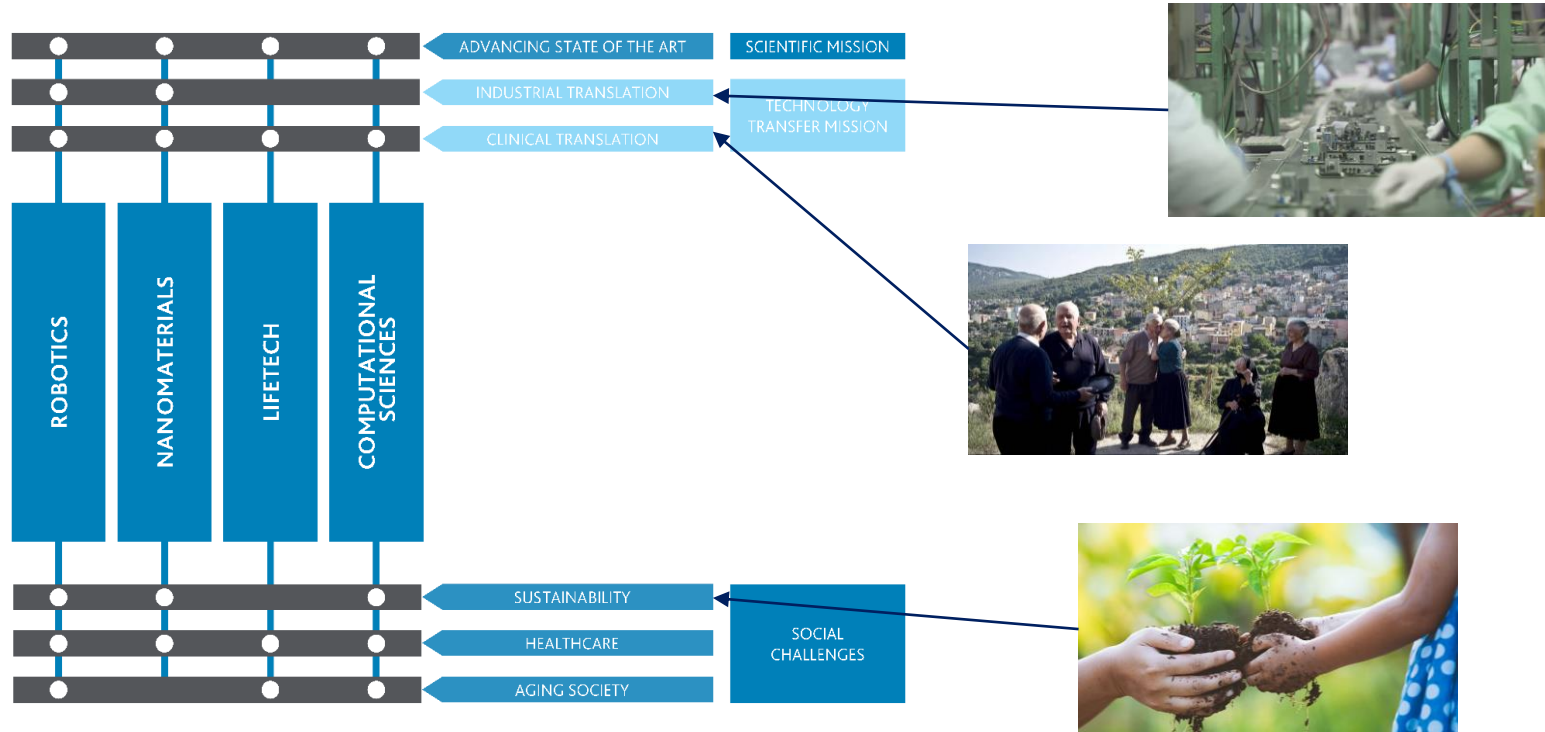 ADVANCING STATE OF THE ART
SCIENTIFIC MISSION
INDUSTRIAL TRANSLATION
TECHNOLOGY
TRANSFER MISSION
CLINICAL TRANSLATION
ROBOTICS
NANOMATERIALS
LIFETECH
COMPUTATIONAL
SCIENCES
SUSTAINABILITY
HEALTHCARE
SOCIAL
CHALLENGES
AGING SOCIETY